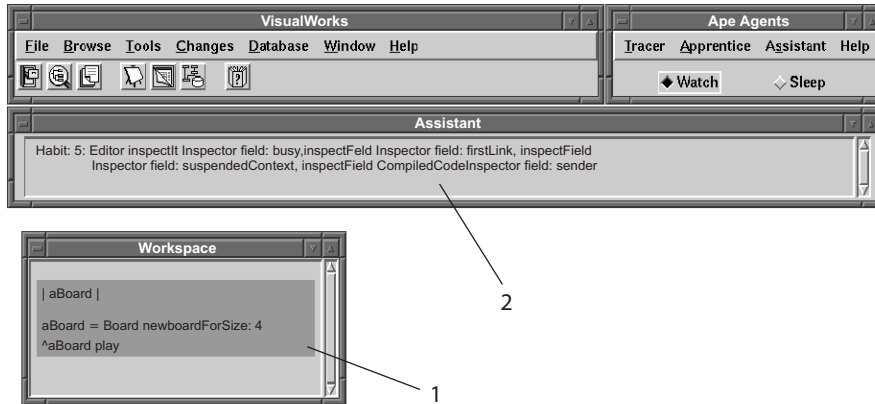 VisualWorks
File Browse Tools Changes Database Window Help
Ape Agents
Tracer Apprentice Assistant Help
Watch Sleep
Assistant
Habit: 5: Editor inspectIt Inspector field: busy,inspectFeld Inspector field: firstLink, inspectField
Inspector field: suspendedContext, inspectField CompiledCodeInspector field: sender
Workspace
| aBoard |
aBoard = Board newboardForSize: 4
^aBoard play
2
1